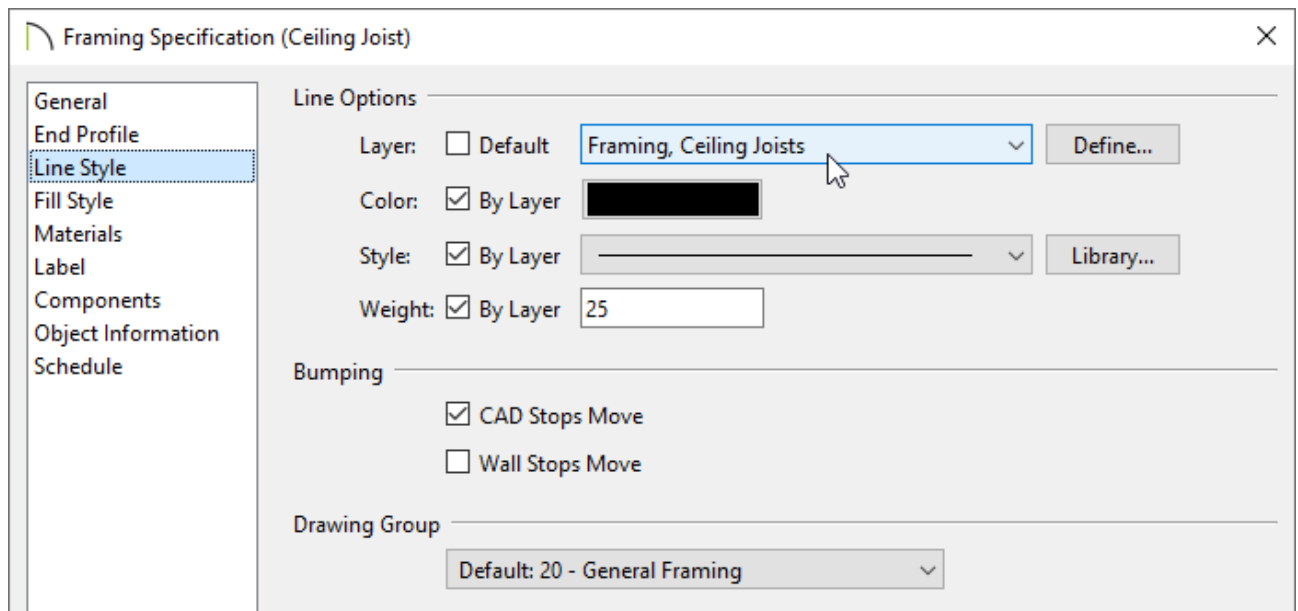 Framing Specification (Ceiling Joist)
General
End Profile
Line Style
Fill Style
Materials
Label
Components
Object Information
Schedule
Line Options
Layer: Default Framing, Ceiling Joists Define...
Color: By Layer
Style: By Layer Library...
Weight: By Layer 25
Bumping
CAD Stops Move
Wall Stops Move
Drawing Group
Default: 20 - General Framing